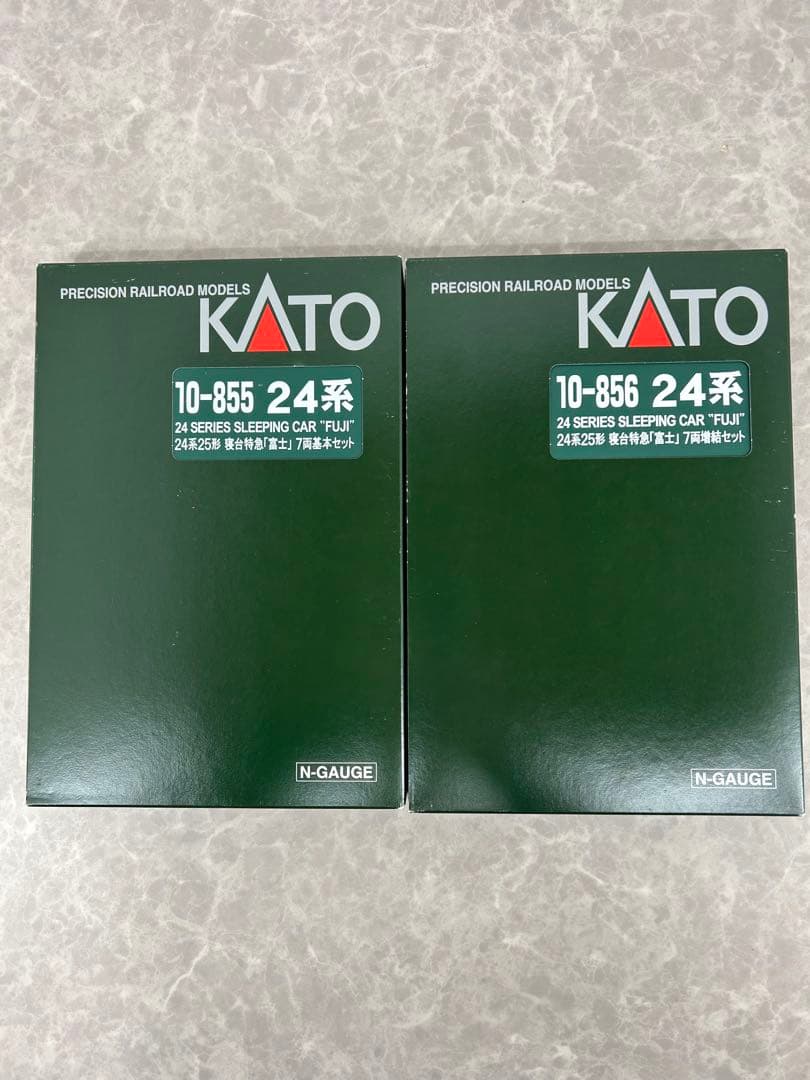 PRECISION RAILROAD MODELS
KATO
10-855 24系
24 SERIES SLEEPING CAR "FUJI"
24系25形 寝台特急「富士」 7両基本セット
N-GAUGE
PRECISION RAILROAD MODELS
KATO
10-856 24系
24 SERIES SLEEPING CAR "FUJI"
24系25形 寝台特急「富士」 7両増結セット
N-GAUGE